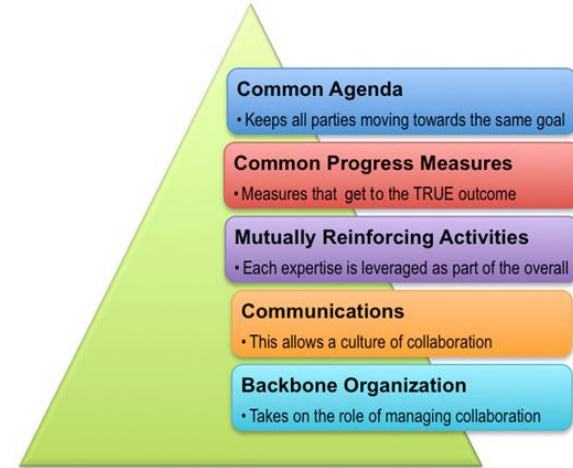 Common Agenda
• Keeps all parties moving towards the same goal
Common Progress Measures
• Measures that get to the TRUE outcome
Mutually Reinforcing Activities
• Each expertise is leveraged as part of the overall
Communications
• This allows a culture of collaboration
Backbone Organization
• Takes on the role of managing collaboration